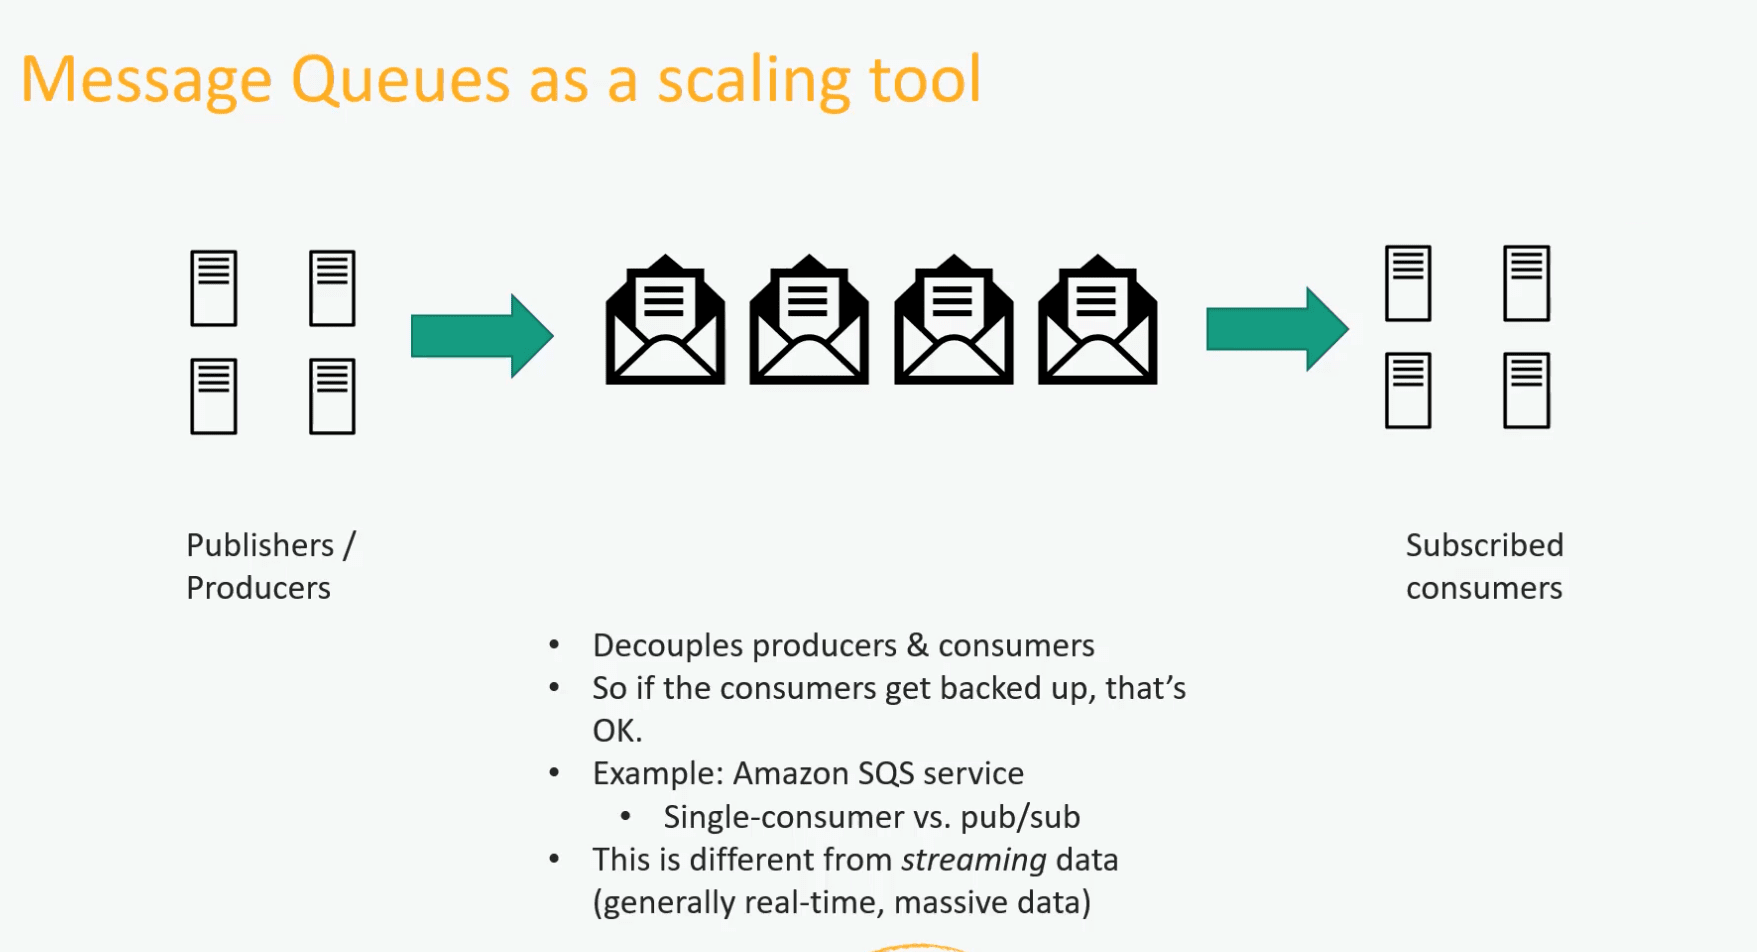 Message Queues as a scaling tool
Publishers /
Producers
Subscribed
consumers
• Decouples producers & consumers
• So if the consumers get backed up, that’s
OK.
• Example: Amazon SQS service
• Single-consumer vs. pub/sub
• This is different from streaming data
(generally real-time, massive data)